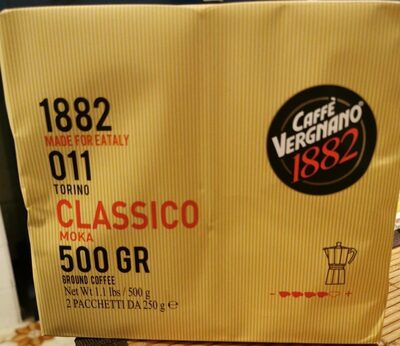 1882
MADE FOR EATALY
011
TORINO
CLASSICO
MOKA
500 GR
GROUND COFFEE
Net Wt 1.1 lbs / 500 g
2 PACCHETTI DA 250 g ℮
CAFFÈ
VERGNANO
1882
- +